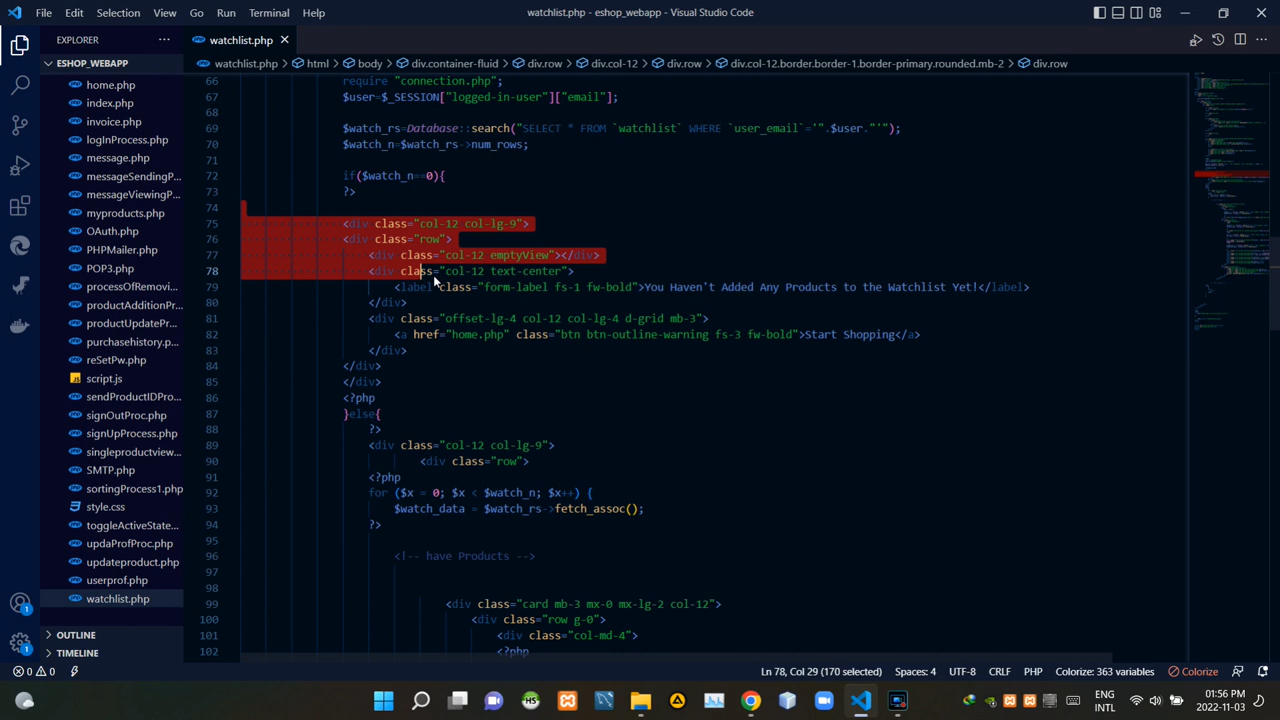 File Edit Selection View Go Run Terminal Help
watchlist.php - eshop_webapp - Visual Studio Code
EXPLORER ···
watchlist.php
ESHOP_WEBAPP
watchlist.php > html > body > div.container-fluid > div.row > div.col-12 > div.row > div.col-12.border.border-1.border-primary.rounded.mb-2 > div.row
home.php
index.php
invoice.php
logInProcess.php
message.php
messageSendingP...
messageViewingPr...
myproducts.php
OAuth.php
PHPMailer.php
POP3.php
processCRemovi...
productAdditionPr...
productUpdatePr...
purchasehistory.p...
reSetPw.php
script.js
sendProductIDPro...
signOutProc.php
signUpProcess.php
singleproductview...
SMTP.php
sortingProcess1.php
style.css
toggleActiveState...
updaProfProc.php
updateproduct.php
userprof.php
watchlist.php
OUTLINE
TIMELINE
66 require "connection.php";
67 $user=$_SESSION["logged-in-user"]["email"];
68
69 $watch_rs=Database::search("SELECT * FROM `watchlist` WHERE `user_email`='".$user."'");
70 $watch_n=$watch_rs->num_rows;
71
72 if($watch_n==0){
73 ?>
74
75 <div class="col-12 col-lg-9">
76 <div class="row">
77 <div class="col-12 emptyView"></div>
78 <div class="col-12 text-center">
79 <label class="form-label fs-1 fw-bold">You Haven't Added Any Products to the Watchlist Yet!</label>
80 </div>
81 <div class="offset-lg-4 col-12 col-lg-4 d-grid mb-3">
82 <a href="home.php" class="btn btn-outline-warning fs-3 fw-bold">Start Shopping</a>
83 </div>
84 </div>
85 </div>
86 <?php
87 }else{
88 ?>
89 <div class="col-12 col-lg-9">
90 <div class="row">
91 <?php
92 for ($x = 0; $x < $watch_n; $x++) {
93 $watch_data = $watch_rs->fetch_assoc();
94 ?>
95
96 <!-- have Products -->
97
98
99 <div class="card mb-3 mx-0 mx-lg-2 col-12">
100 <div class="row g-0">
101 <div class="col-md-4">
102 <?php
0 0 Ln 78, Col 29 (170 selected) Spaces: 4 UTF-8 CRLF PHP Colorize: 363 variables Colorize
ENG
INTL
01:56 PM
2022-11-03